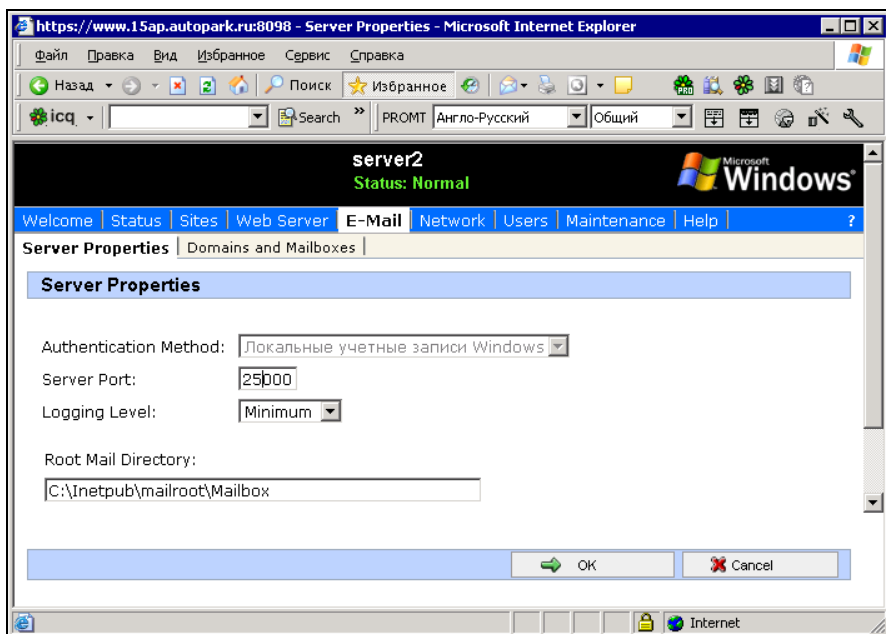 https://www.15ap.autopark.ru:8098 - Server Properties - Microsoft Internet Explorer
Файл Правка Вид Избранное Сервис Справка
Назад Поиск Избранное PRO
icq Search » PROMT Англо-Русский Общий
server2
Status: Normal
Microsoft
Windows
Welcome | Status | Sites | Web Server | E-Mail | Network | Users | Maintenance | Help | ?
Server Properties | Domains and Mailboxes |
Server Properties
Authentication Method: Локальные учетные записи Windows
Server Port: 25000
Logging Level: Minimum
Root Mail Directory:
C:\Inetpub\mailroot\Mailbox
OK Cancel
Internet